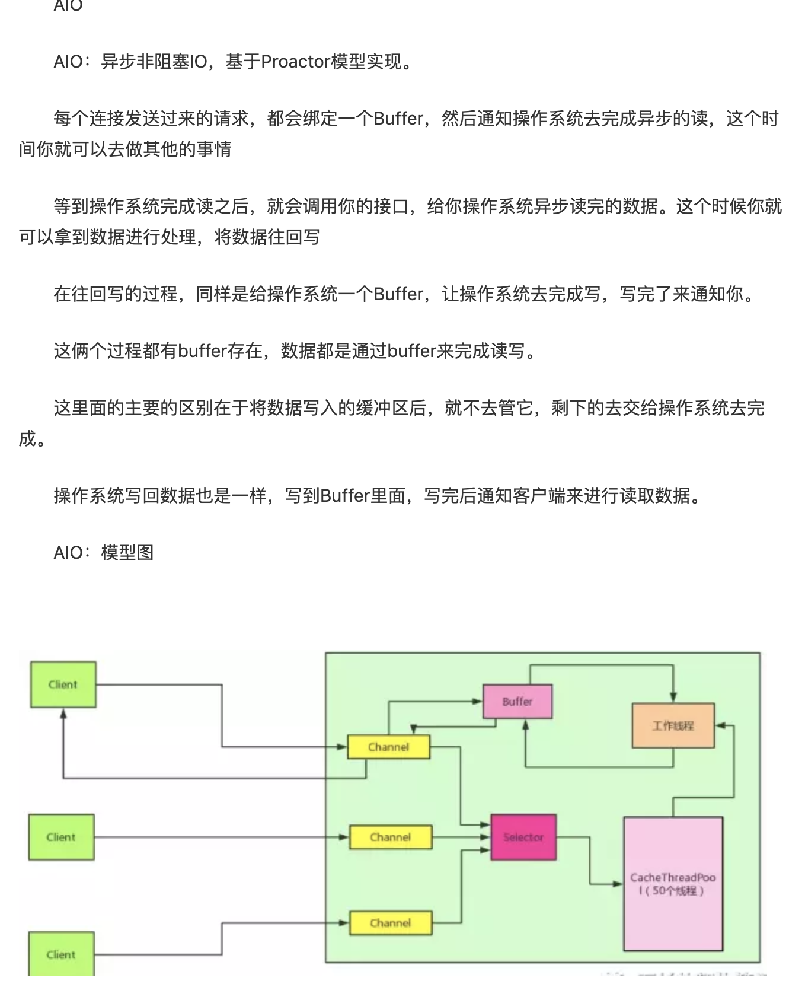 AIO
AIO：异步非阻塞IO，基于Proactor模型实现。
每个连接发送过来的请求，都会绑定一个Buffer，然后通知操作系统去完成异步的读，这个时
间你就可以去做其他的事情
等到操作系统完成读之后，就会调用你的接口，给你操作系统异步读完的数据。这个时候你就
可以拿到数据进行处理，将数据往回写
在往回写的过程，同样是给操作系统一个Buffer，让操作系统去完成写，写完了来通知你。
这俩个过程都有buffer存在，数据都是通过buffer来完成读写。
这里面的主要的区别在于将数据写入的缓冲区后，就不去管它，剩下的去交给操作系统去完
成。
操作系统写回数据也是一样，写到Buffer里面，写完后通知客户端来进行读取数据。
AIO：模型图
Client
Buffer
工作线程
Channel
Client
Channel
Selector
CacheThreadPoo
l（50个线程）
Channel
Client